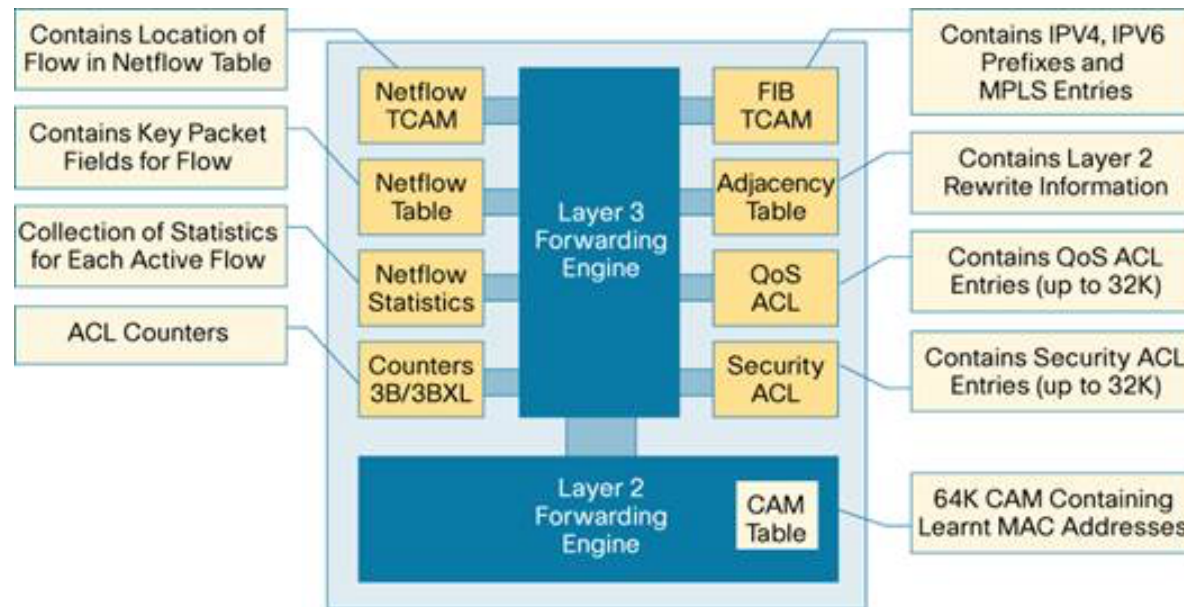 Contains Location of
Flow in Netflow Table
Contains Key Packet
Fields for Flow
Collection of Statistics
for Each Active Flow
ACL Counters
Netflow
TCAM
Netflow
Table
Netflow
Statistics
Counters
3B/3BXL
Layer 3
Forwarding
Engine
FIB
TCAM
Adjacency
Table
QoS
ACL
Security
ACL
Contains IPV4, IPV6
Prefixes and
MPLS Entries
Contains Layer 2
Rewrite Information
Contains QoS ACL
Entries (up to 32K)
Contains Security ACL
Entries (up to 32K)
Layer 2
Forwarding
Engine
CAM
Table
64K CAM Containing
Learnt MAC Addresses